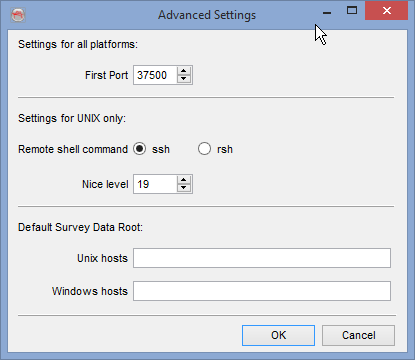 Advanced Settings
Settings for all platforms:
First Port 37500
Settings for UNIX only:
Remote shell command ssh rsh
Nice level 19
Default Survey Data Root:
Unix hosts
Windows hosts
OK Cancel